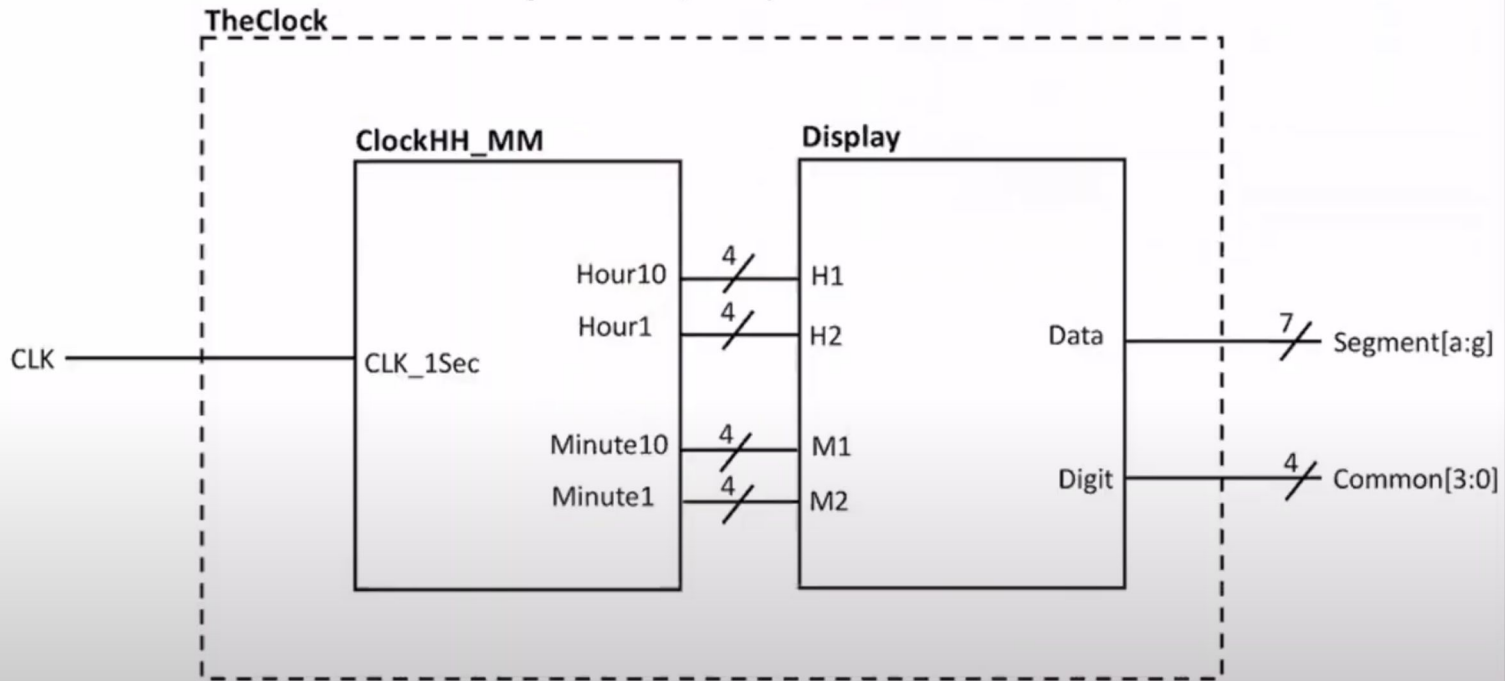 TheClock
ClockHH_MM
Display
Hour10
4
H1
Hour1
4
H2
CLK
CLK_1Sec
Data
7
Segment[a:g]
Minute10
4
M1
Minute1
4
M2
Digit
4
Common[3:0]